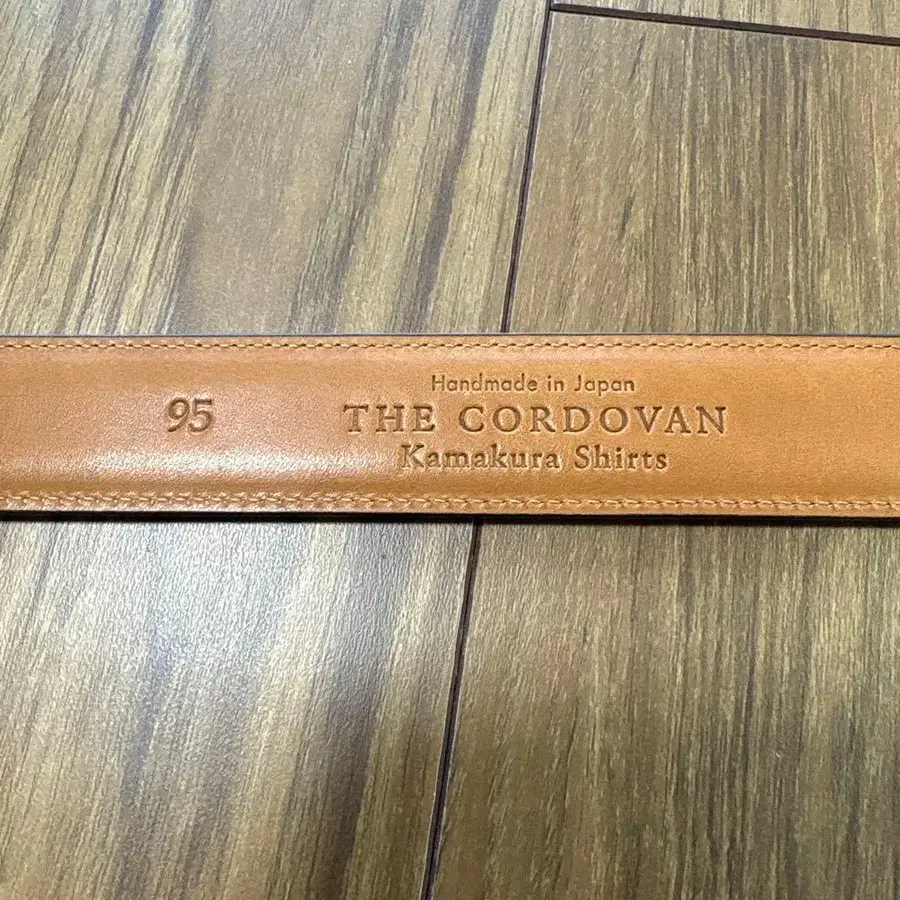 95
Handmade in Japan
THE CORDOVAN
Kamakura Shirts